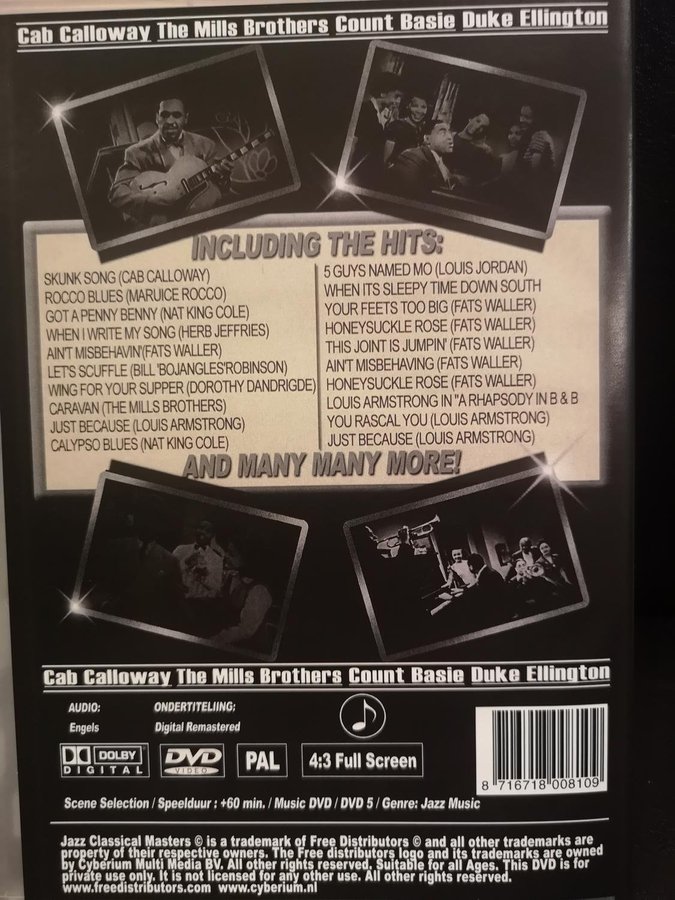 Cab Calloway The Mills Brothers Count Basie Duke Ellington
INCLUDING THE HITS:
SKUNK SONG (CAB CALLOWAY)
ROCCO BLUES (MARUICE ROCCO)
GOT A PENNY BENNY (NAT KING COLE)
WHEN I WRITE MY SONG (HERB JEFFRIES)
AIN'T MISBEHAVIN'(FATS WALLER)
LET'S SCUFFLE (BILL 'BOJANGLES'ROBINSON)
WING FOR YOUR SUPPER (DOROTHY DANDRIGDE)
CARAVAN (THE MILLS BROTHERS)
JUST BECAUSE (LOUIS ARMSTRONG)
CALYPSO BLUES (NAT KING COLE)
5 GUYS NAMED MO (LOUIS JORDAN)
WHEN ITS SLEEPY TIME DOWN SOUTH
YOUR FEETS TOO BIG (FATS WALLER)
HONEYSUCKLE ROSE (FATS WALLER)
THIS JOINT IS JUMPIN' (FATS WALLER)
AIN'T MISBEHAVING (FATS WALLER)
HONEYSUCKLE ROSE (FATS WALLER)
LOUIS ARMSTRONG IN "A RHAPSODY IN B & B
YOU RASCAL YOU (LOUIS ARMSTRONG)
JUST BECAUSE (LOUIS ARMSTRONG)
AND MANY MANY MORE!
Cab Calloway The Mills Brothers Count Basie Duke Ellington
AUDIO:
Engels
ONDERTITELIING:
Digital Remastered
DOLBY
DIGITAL
DVD
VIDEO
PAL
4:3 Full Screen
8 716718 008109
Scene Selection / Speelduur : +60 min. / Music DVD / DVD 5 / Genre: Jazz Music
Jazz Classical Masters © is a trademark of Free Distributors © and all other trademarks are
property of their respective owners. The Free distributors logo and its trademarks are owned
by Cyberium Multi Media BV. All other rights reserved. Suitable for all Ages. This DVD is for
private use only. It is not licensed for any other use. All other rights reserved.
www.freedistributors.com www.cyberium.nl